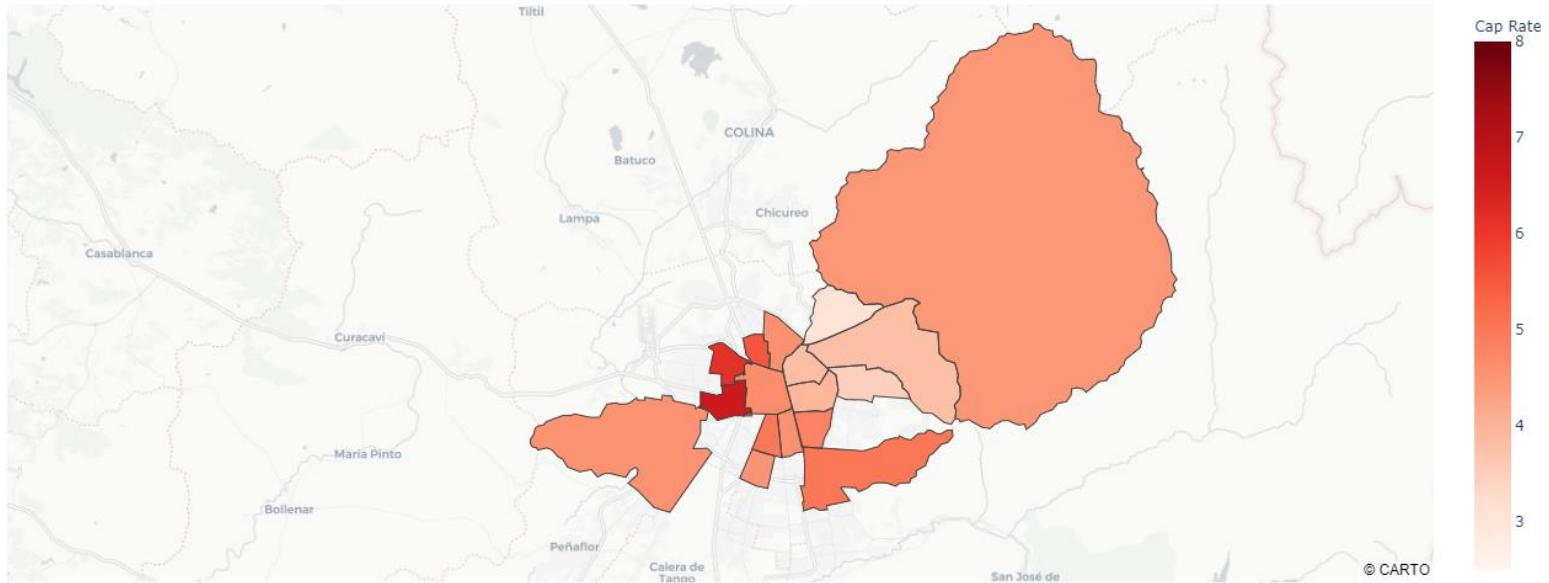 Tiltil
Cap Rate
8
COLINA
7
Batuco
Chicureo
Lampa
6
Casablanca
Curacaví
5
4
María Pinto
Bollenar
3
Peñaflor
Calera de
Tango
© CARTO
San José de